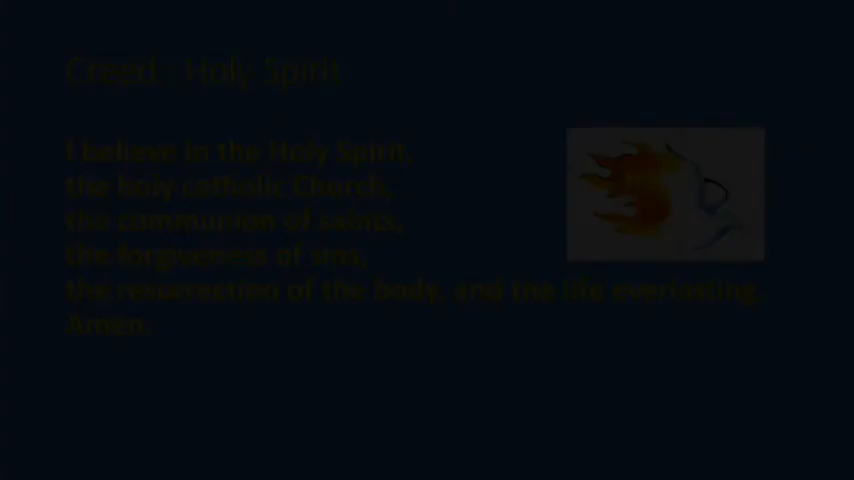 Creed: Holy Spirit
I believe in the Holy Spirit,
the holy catholic Church,
the communion of saints,
the forgiveness of sins,
the resurrection of the body, and the life everlasting.
Amen.